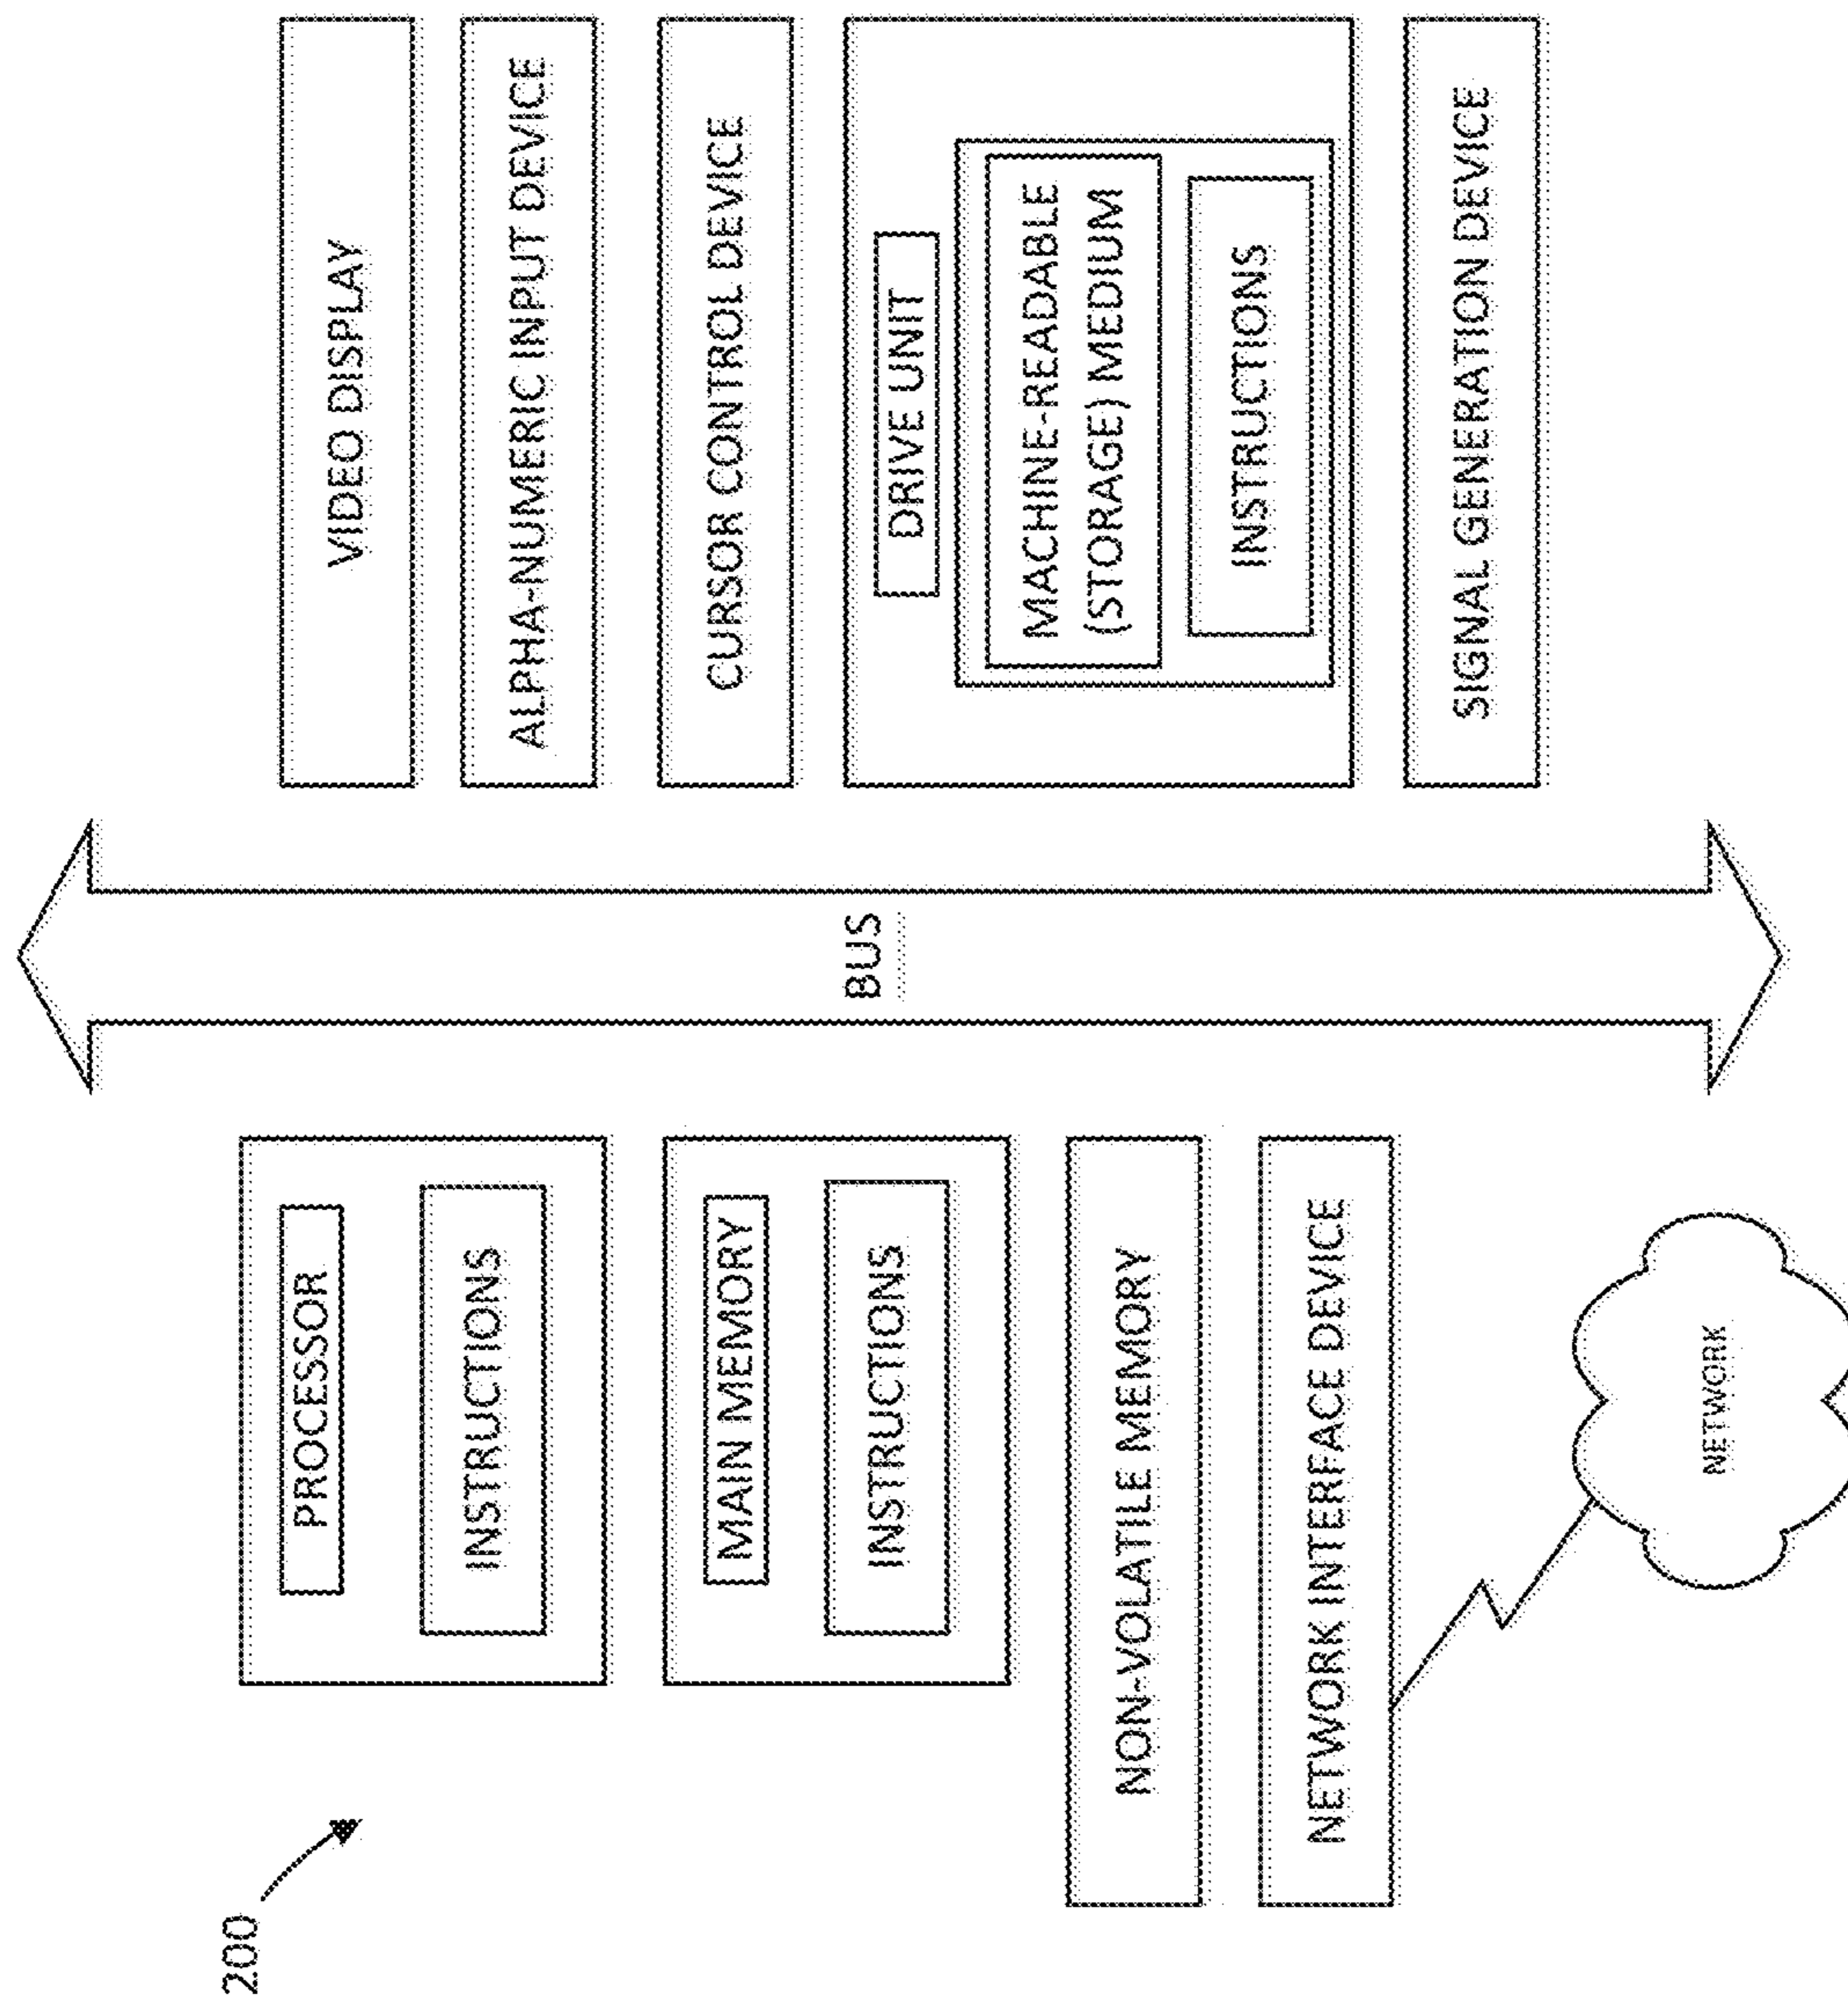 200
PROCESSOR
INSTRUCTIONS
MAIN MEMORY
INSTRUCTIONS
NON-VOLATILE MEMORY
NETWORK INTERFACE DEVICE
NETWORK
BUS
VIDEO DISPLAY
ALPHA-NUMERIC INPUT DEVICE
CURSOR CONTROL DEVICE
DRIVE UNIT
MACHINE-READABLE
(STORAGE) MEDIUM
INSTRUCTIONS
SIGNAL GENERATION DEVICE